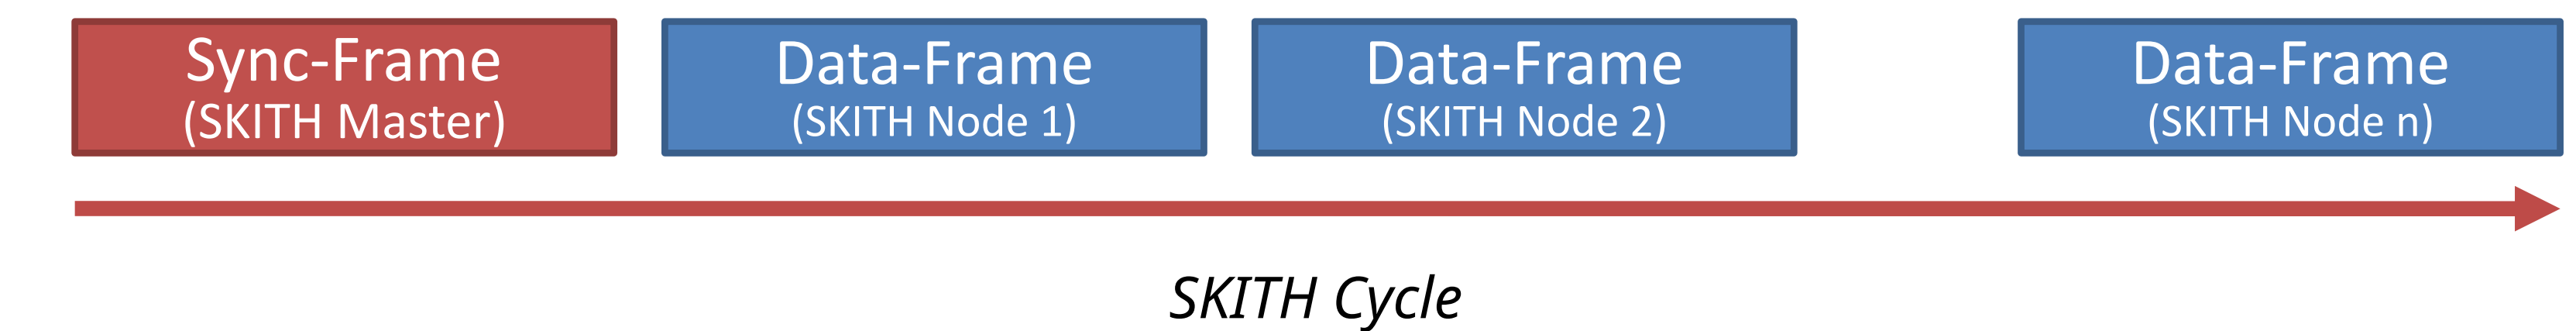 Sync-Frame
(SKITH Master)
Data-Frame
(SKITH Node 1)
Data-Frame
(SKITH Node 2)
Data-Frame
(SKITH Node n)
SKITH Cycle